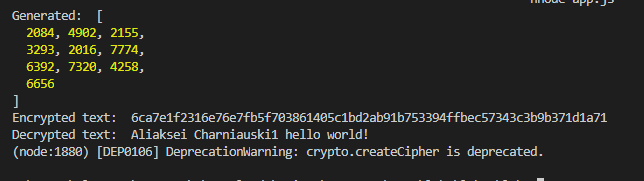 node app.js
Generated:  [
  2084, 4902, 2155,
  3293, 2016, 7774,
  6392, 7320, 4258,
  6656
]
Encrypted text:  6ca7e1f2316e76e7fb5f703861405c1bd2ab91b753394ffbec57343c3b9b371d1a71
Decrypted text:  Aliaksei Charniauski1 hello world!
(node:1880) [DEP0106] DeprecationWarning: crypto.createCipher is deprecated.